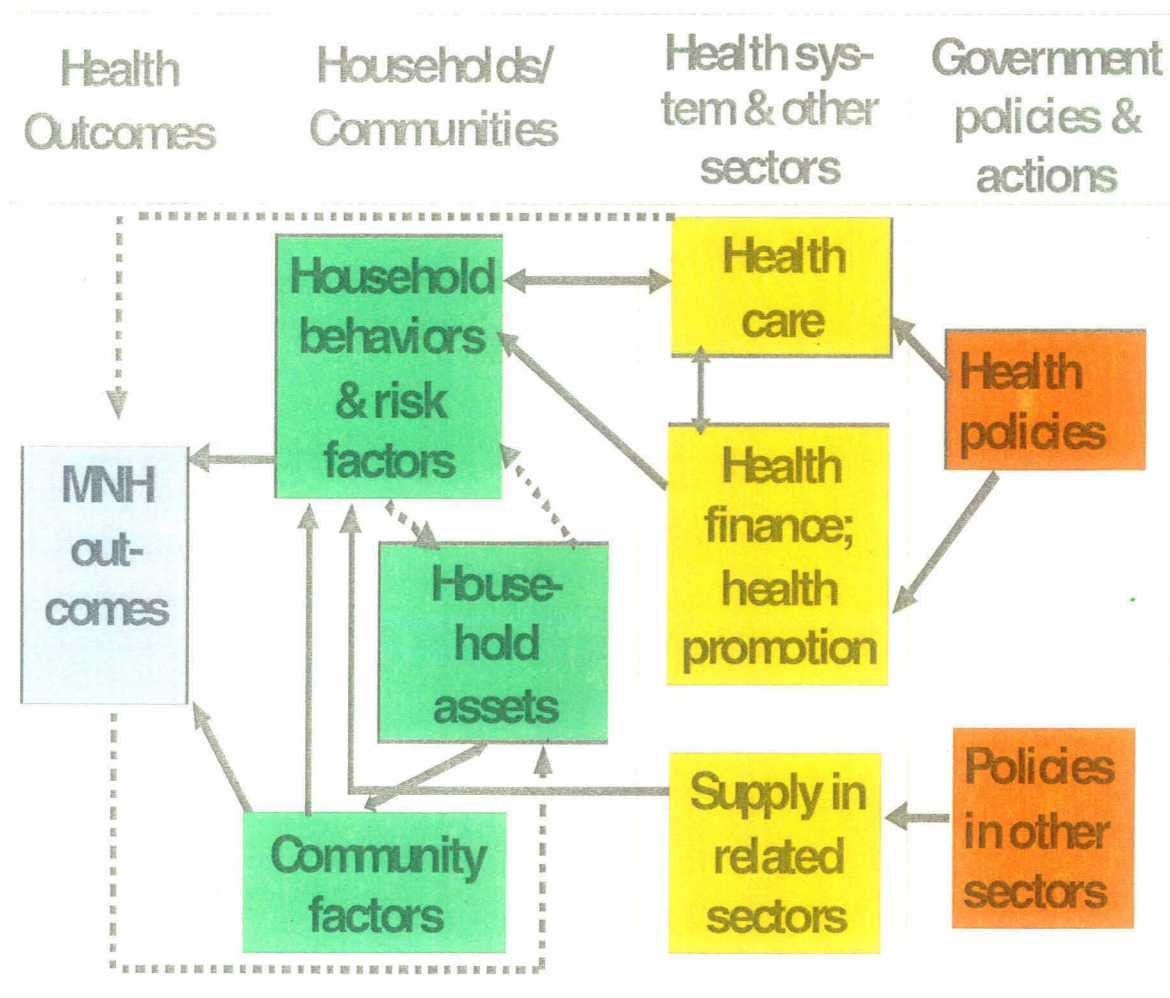 Health
Outcomes
Households/
Communities
Health sys-
tem & other
sectors
Government
policies &
actions
Household
behaviors
& risk
factors
Health
care
Health
policies
MNH
out-
comes
House-
hold
assets
Health
finance;
health
promotion
Community
factors
Supply in
related
sectors
Policies
in other
sectors